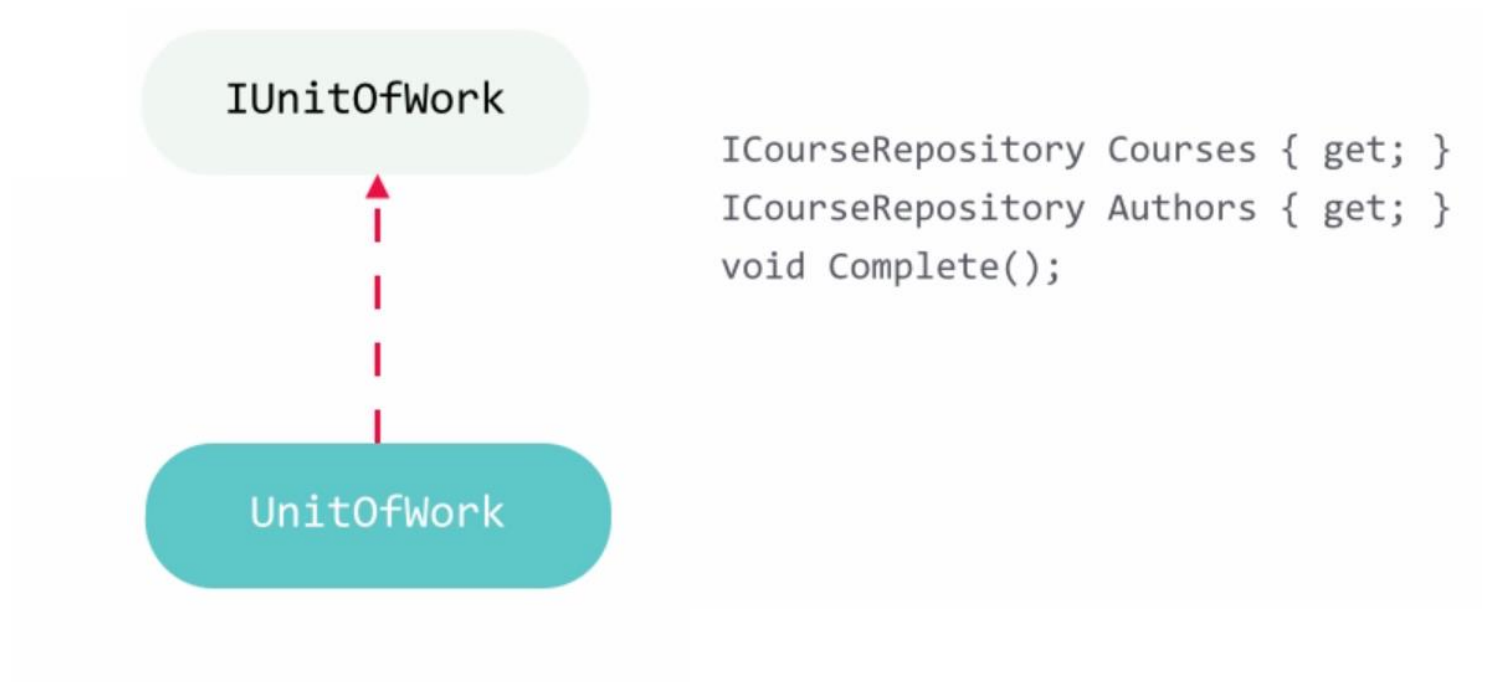 IUnitOfWork
ICourseRepository Courses { get; }
ICourseRepository Authors { get; }
void Complete();
UnitOfWork